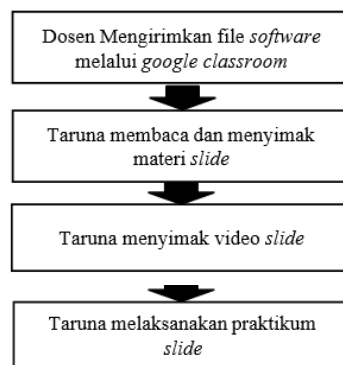 Dosen Mengirimkan file software
melalui google classroom
Taruna membaca dan menyimak
materi slide
Taruna menyimak video slide
Taruna melaksanakan praktikum
slide